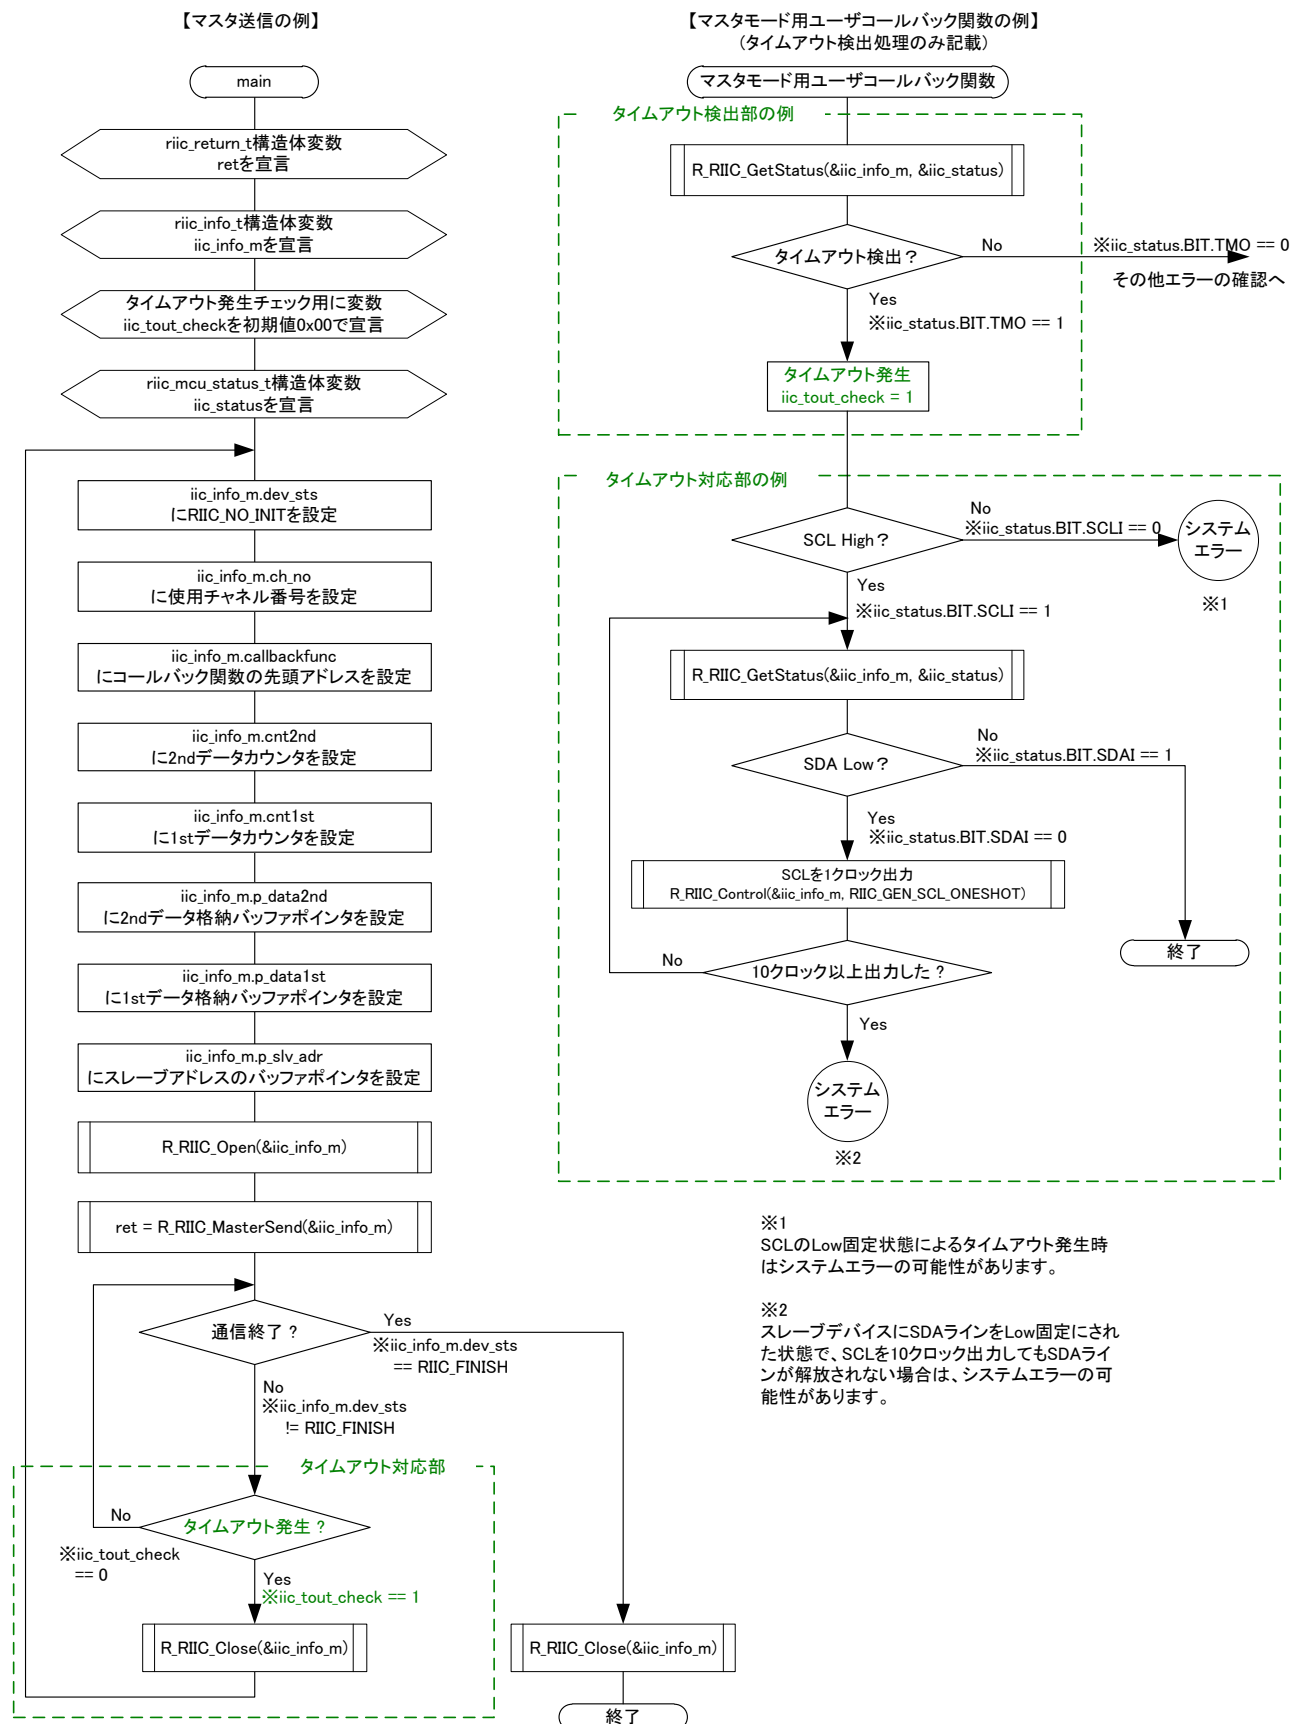 【マスタ送信の例】
main
riic_return_t構造体変数
retを宣言
riic_info_t構造体変数
iic_info_mを宣言
タイムアウト発生チェック用に変数
iic_tout_checkを初期値0x00で宣言
riic_mcu_status_t構造体変数
iic_statusを宣言
iic_info_m.dev_sts
にRIIC_NO_INITを設定
iic_info_m.ch_no
に使用チャネル番号を設定
iic_info_m.callbackfunc
にコールバック関数の先頭アドレスを設定
iic_info_m.cnt2nd
に2ndデータカウンタを設定
iic_info_m.cnt1st
に1stデータカウンタを設定
iic_info_m.p_data2nd
に2ndデータ格納バッファポインタを設定
iic_info_m.p_data1st
に1stデータ格納バッファポインタを設定
iic_info_m.p_slv_adr
にスレーブアドレスのバッファポインタを設定
R_RIIC_Open(&iic_info_m)
ret = R_RIIC_MasterSend(&iic_info_m)
通信終了？
Yes
※iic_info_m.dev_sts
== RIIC_FINISH
No
※iic_info_m.dev_sts
!= RIIC_FINISH
タイムアウト対応部
タイムアウト発生？
No
※iic_tout_check
== 0
Yes
※iic_tout_check == 1
R_RIIC_Close(&iic_info_m)
R_RIIC_Close(&iic_info_m)
終了
【マスタモード用ユーザコールバック関数の例】
（タイムアウト検出処理のみ記載）
マスタモード用ユーザコールバック関数
タイムアウト検出部の例
R_RIIC_GetStatus(&iic_info_m, &iic_status)
タイムアウト検出？
No
※iic_status.BIT.TMO == 0
その他エラーの確認へ
Yes
※iic_status.BIT.TMO == 1
タイムアウト発生
iic_tout_check = 1
タイムアウト対応部の例
SCL High？
No
※iic_status.BIT.SCLI == 0
システム
エラー
※1
Yes
※iic_status.BIT.SCLI == 1
R_RIIC_GetStatus(&iic_info_m, &iic_status)
SDA Low？
No
※iic_status.BIT.SDAI == 1
Yes
※iic_status.BIT.SDAI == 0
SCLを1クロック出力
R_RIIC_Control(&iic_info_m, RIIC_GEN_SCL_ONESHOT)
終了
10クロック以上出力した？
No
Yes
システム
エラー
※2
※1
SCLのLow固定状態によるタイムアウト発生時
はシステムエラーの可能性があります。
※2
スレーブデバイスにSDAラインをLow固定にされ
た状態で、SCLを10クロック出力してもSDAライ
ンが解放されない場合は、システムエラーの可
能性があります。